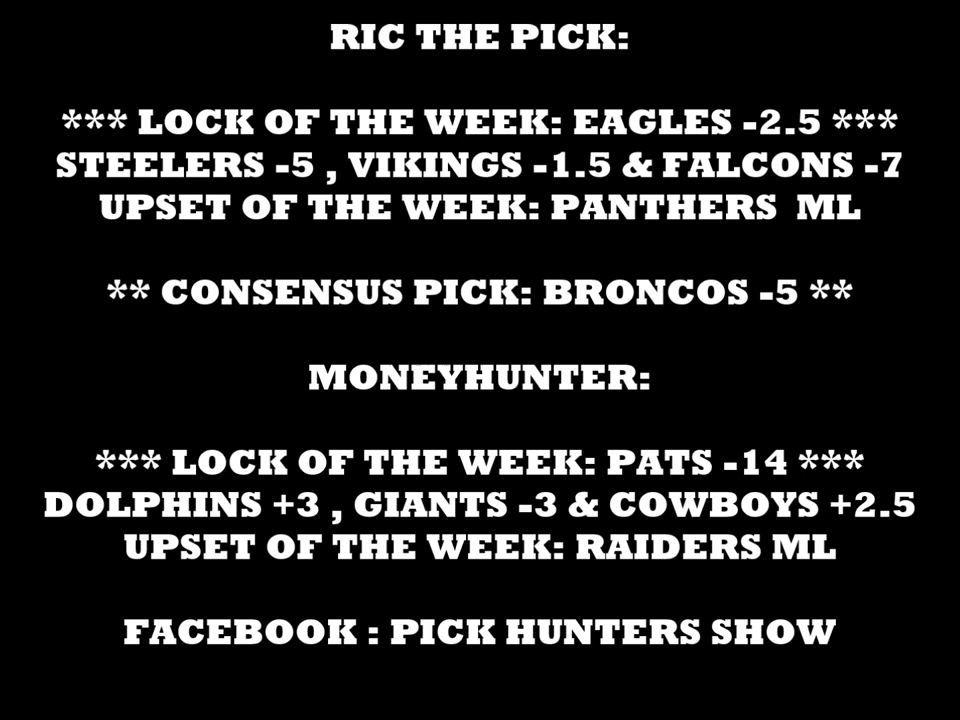 RIC THE PICK:
*** LOCK OF THE WEEK: EAGLES -2.5 ***
STEELERS -5 , VIKINGS -1.5 & FALCONS -7
UPSET OF THE WEEK: PANTHERS ML
** CONSENSUS PICK: BRONCOS -5 **
MONEYHUNTER:
*** LOCK OF THE WEEK: PATS -14 ***
DOLPHINS +3 , GIANTS -3 & COWBOYS +2.5
UPSET OF THE WEEK: RAIDERS ML
FACEBOOK : PICK HUNTERS SHOW